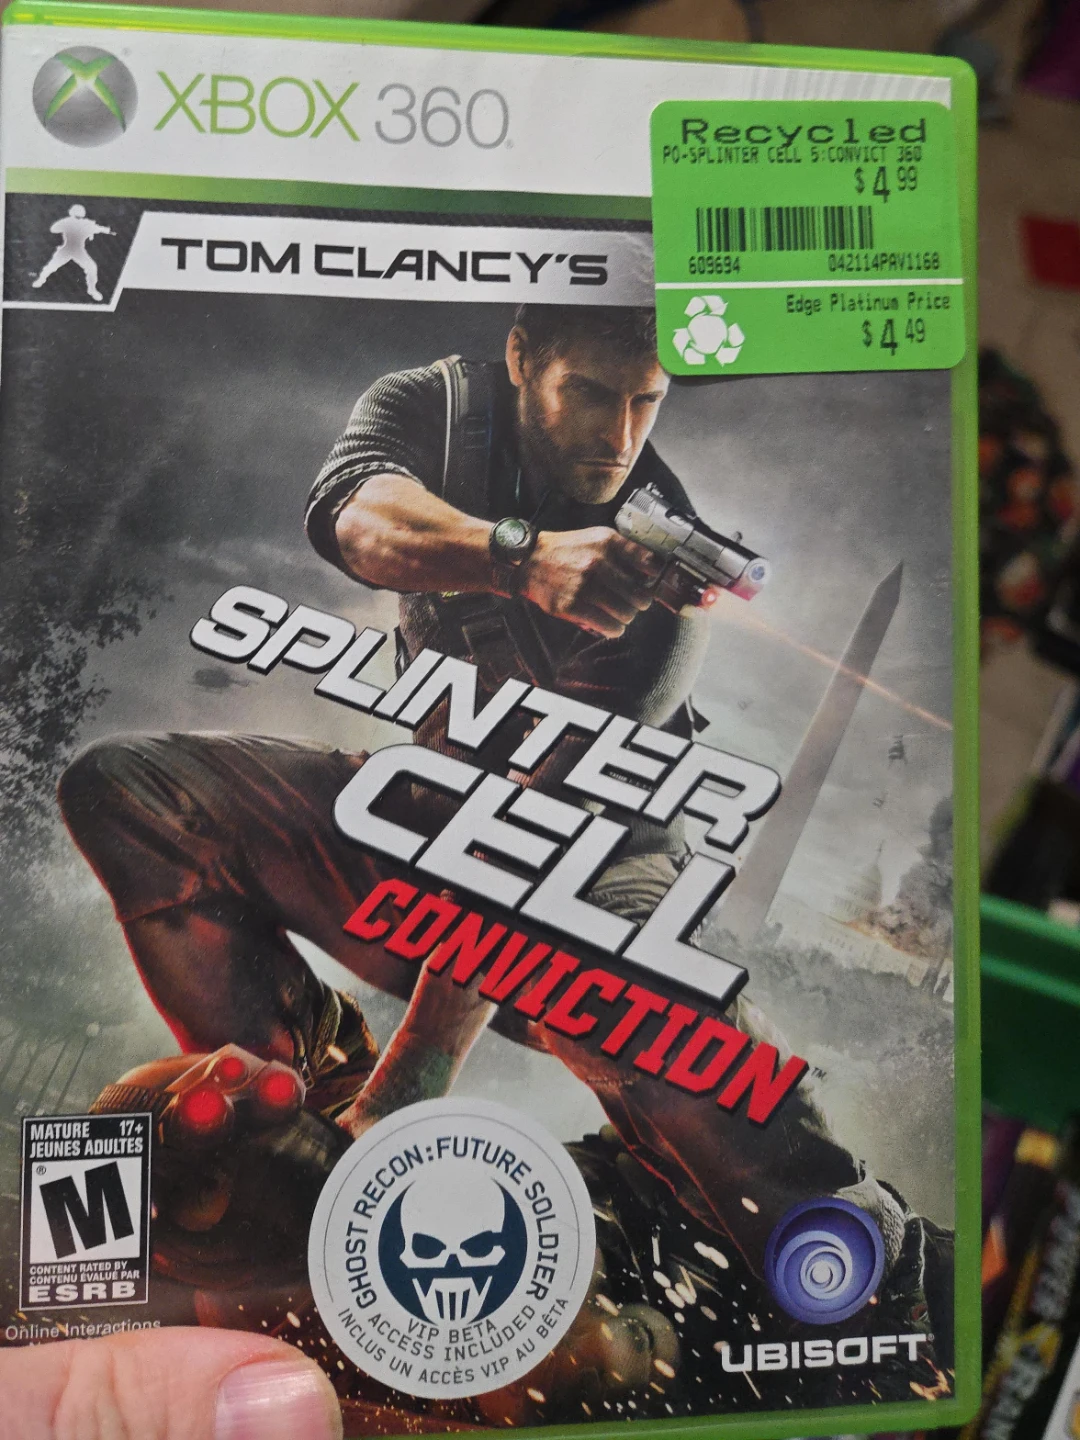 XBOX 360
Recycled
PO-SPLINTER CELL 5:CONVICT 360
$4.99
609694 042114PAV1168
Edge Platinum Price
$4.49
TOM CLANCY'S
SPLINTER
CELL
CONVICTION™
MATURE 17+
JEUNES ADULTES
M
CONTENT RATED BY
CONTENU ÉVALUÉ PAR
ESRB
Online Interactions
GHOST RECON:FUTURE SOLDIER
VIP BETA
ACCESS INCLUDED
INCLUS UN ACCÈS VIP AU BÊTA
UBISOFT